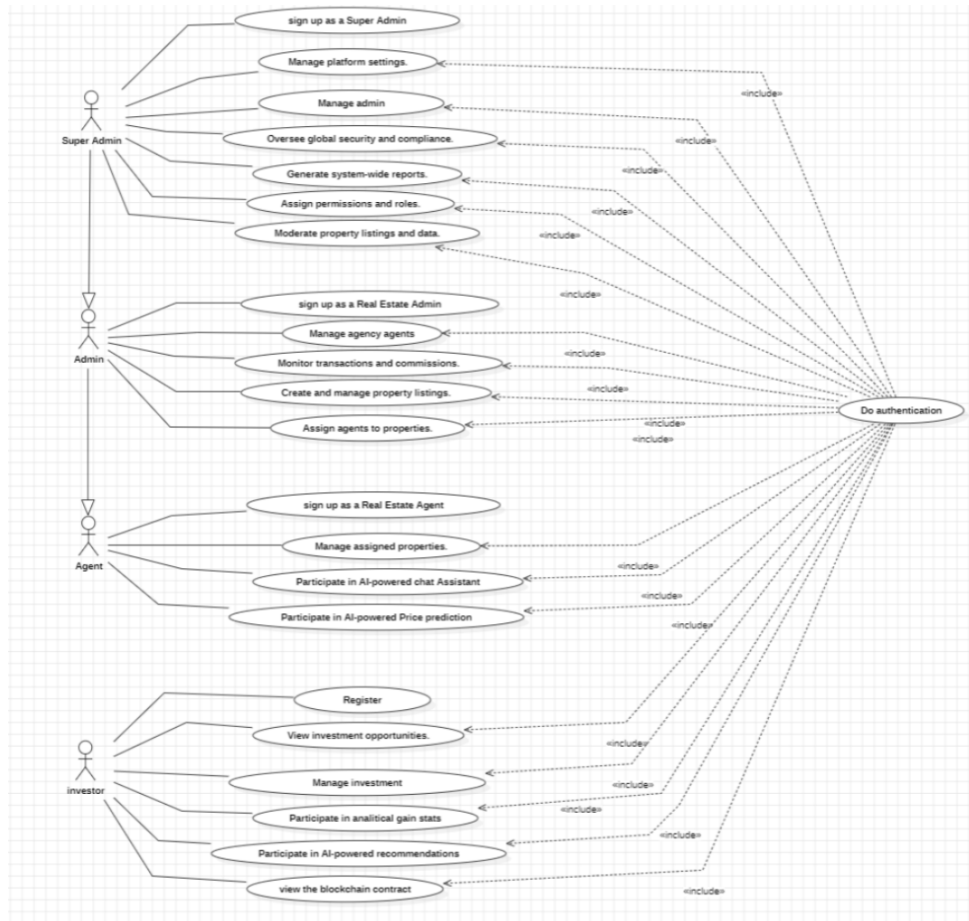 sign up as a Super Admin
Manage platform settings.
«include»
Manage admin
Super Admin
Oversee global security and compliance.
«include»
Generate system-wide reports.
«include»
Assign permissions and roles.
«include»
Moderate property listings and data.
«include»
«include»
sign up as a Real Estate Admin
Manage agency agents
Admin
«include»
Monitor transactions and commissions.
«include»
Create and manage property listings.
Do authentication
Assign agents to properties.
«include»
«include»
sign up as a Real Estate Agent
Manage assigned properties.
Agent
«include»
Participate in AI-powered chat Assistant
«include»
Participate in AI-powered Price prediction
«include»
Register
View investment opportunities.
«include»
investor
Manage investment
«include»
«include»
Participate in analitical gain stats
«include»
Participate in AI-powered recommendations
view the blockchain contract
«include»